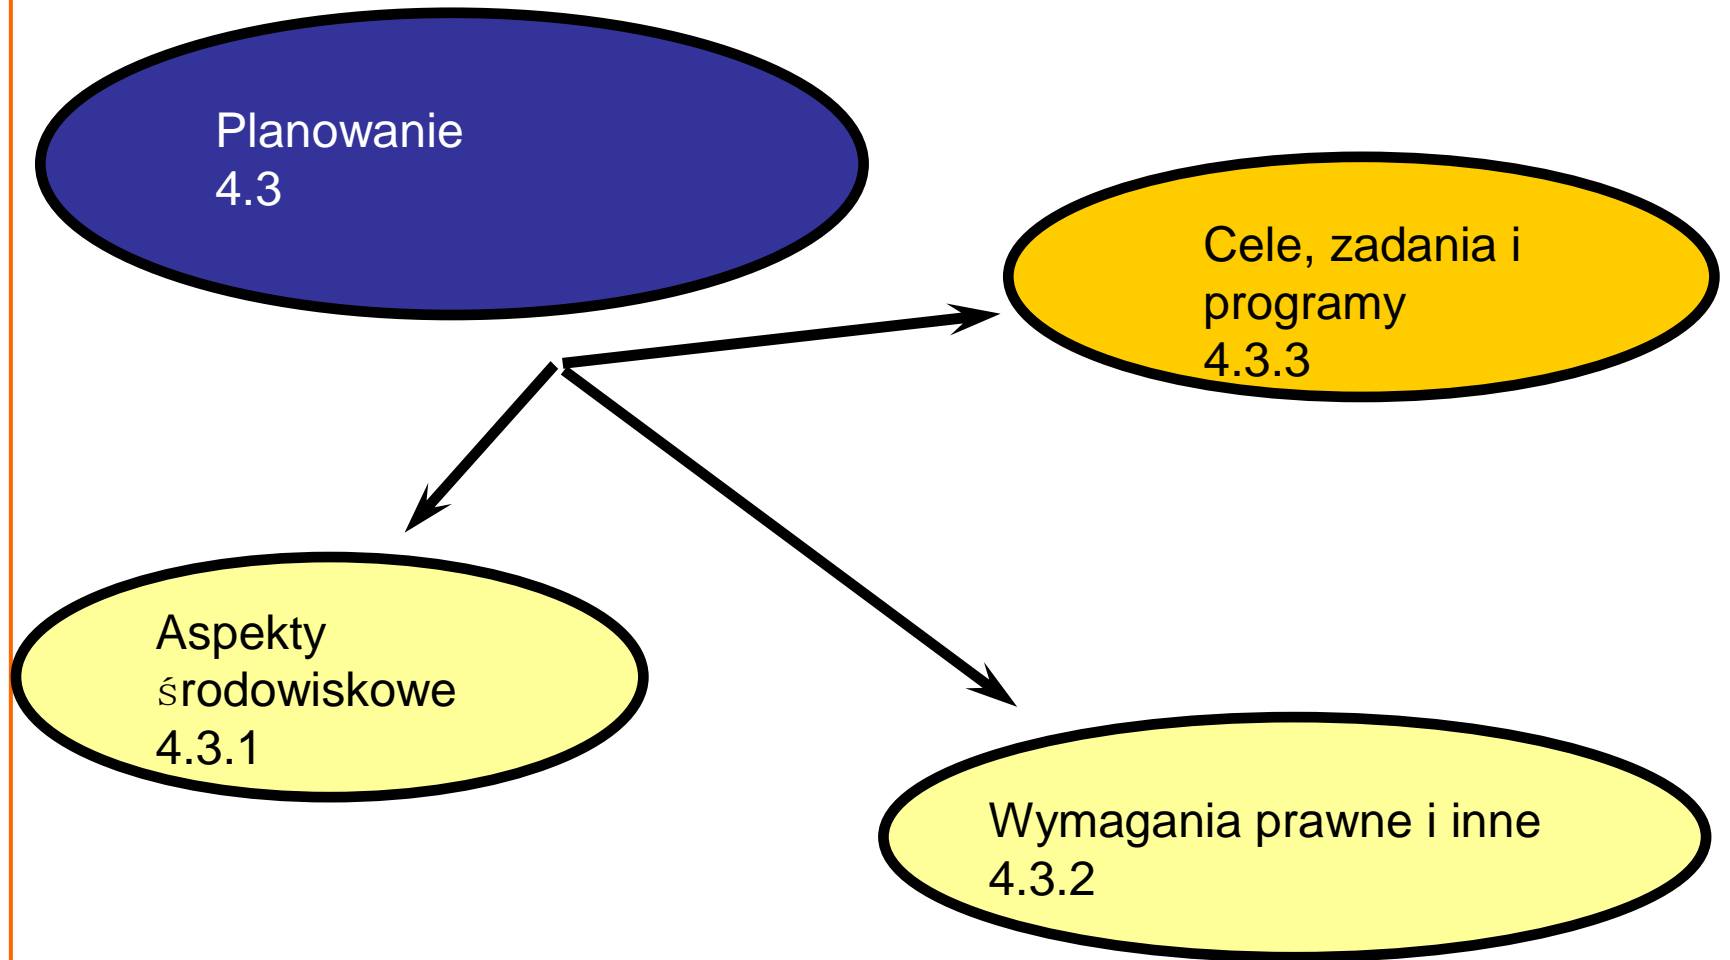 Planowanie
4.3
Cele, zadania i
programy
4.3.3
Aspekty
środowiskowe
4.3.1
Wymagania prawne i inne
4.3.2